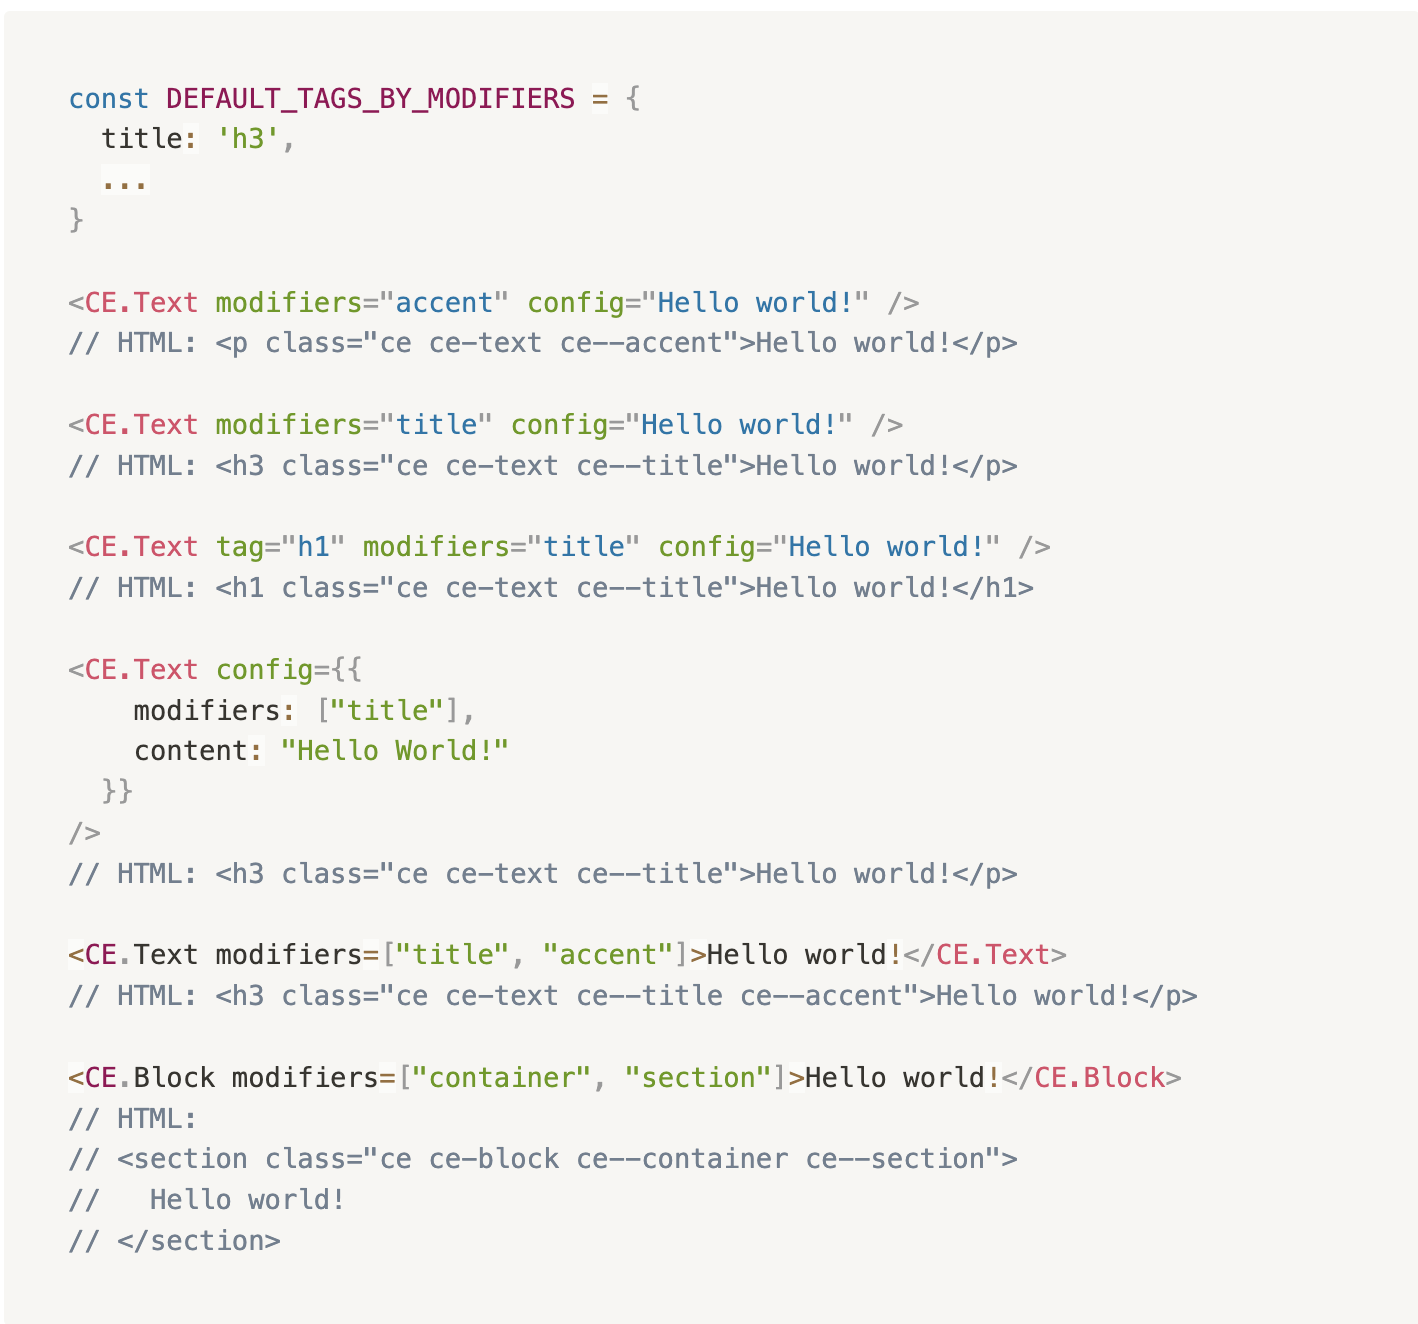 const DEFAULT_TAGS_BY_MODIFIERS = {
  title: 'h3',
  ...
}

<CE.Text modifiers="accent" config="Hello world!" />
// HTML: <p class="ce ce-text ce--accent">Hello world!</p>

<CE.Text modifiers="title" config="Hello world!" />
// HTML: <h3 class="ce ce-text ce--title">Hello world!</p>

<CE.Text tag="h1" modifiers="title" config="Hello world!" />
// HTML: <h1 class="ce ce-text ce--title">Hello world!</h1>

<CE.Text config={{
    modifiers: ["title"],
    content: "Hello World!"
  }}
/>
// HTML: <h3 class="ce ce-text ce--title">Hello world!</p>

<CE.Text modifiers=["title", "accent"]>Hello world!</CE.Text>
// HTML: <h3 class="ce ce-text ce--title ce--accent">Hello world!</p>

<CE.Block modifiers=["container", "section"]>Hello world!</CE.Block>
// HTML:
// <section class="ce ce-block ce--container ce--section">
//   Hello world!
// </section>